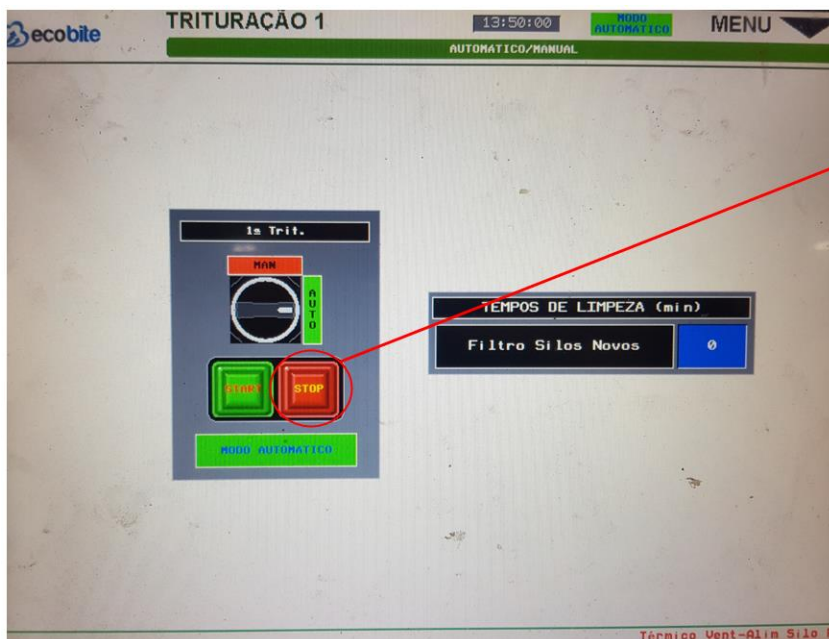 ecobite
TRITURAÇÃO 1
13:50:00
MODO
AUTOMATICO
MENU
AUTOMATICO/MANUAL
1ª Trit.
MAN
AUTO
START
STOP
MODO AUTOMATICO
TEMPOS DE LIMPEZA (min)
Filtro Silos Novos
0
Térmico Vent-Alim Silo